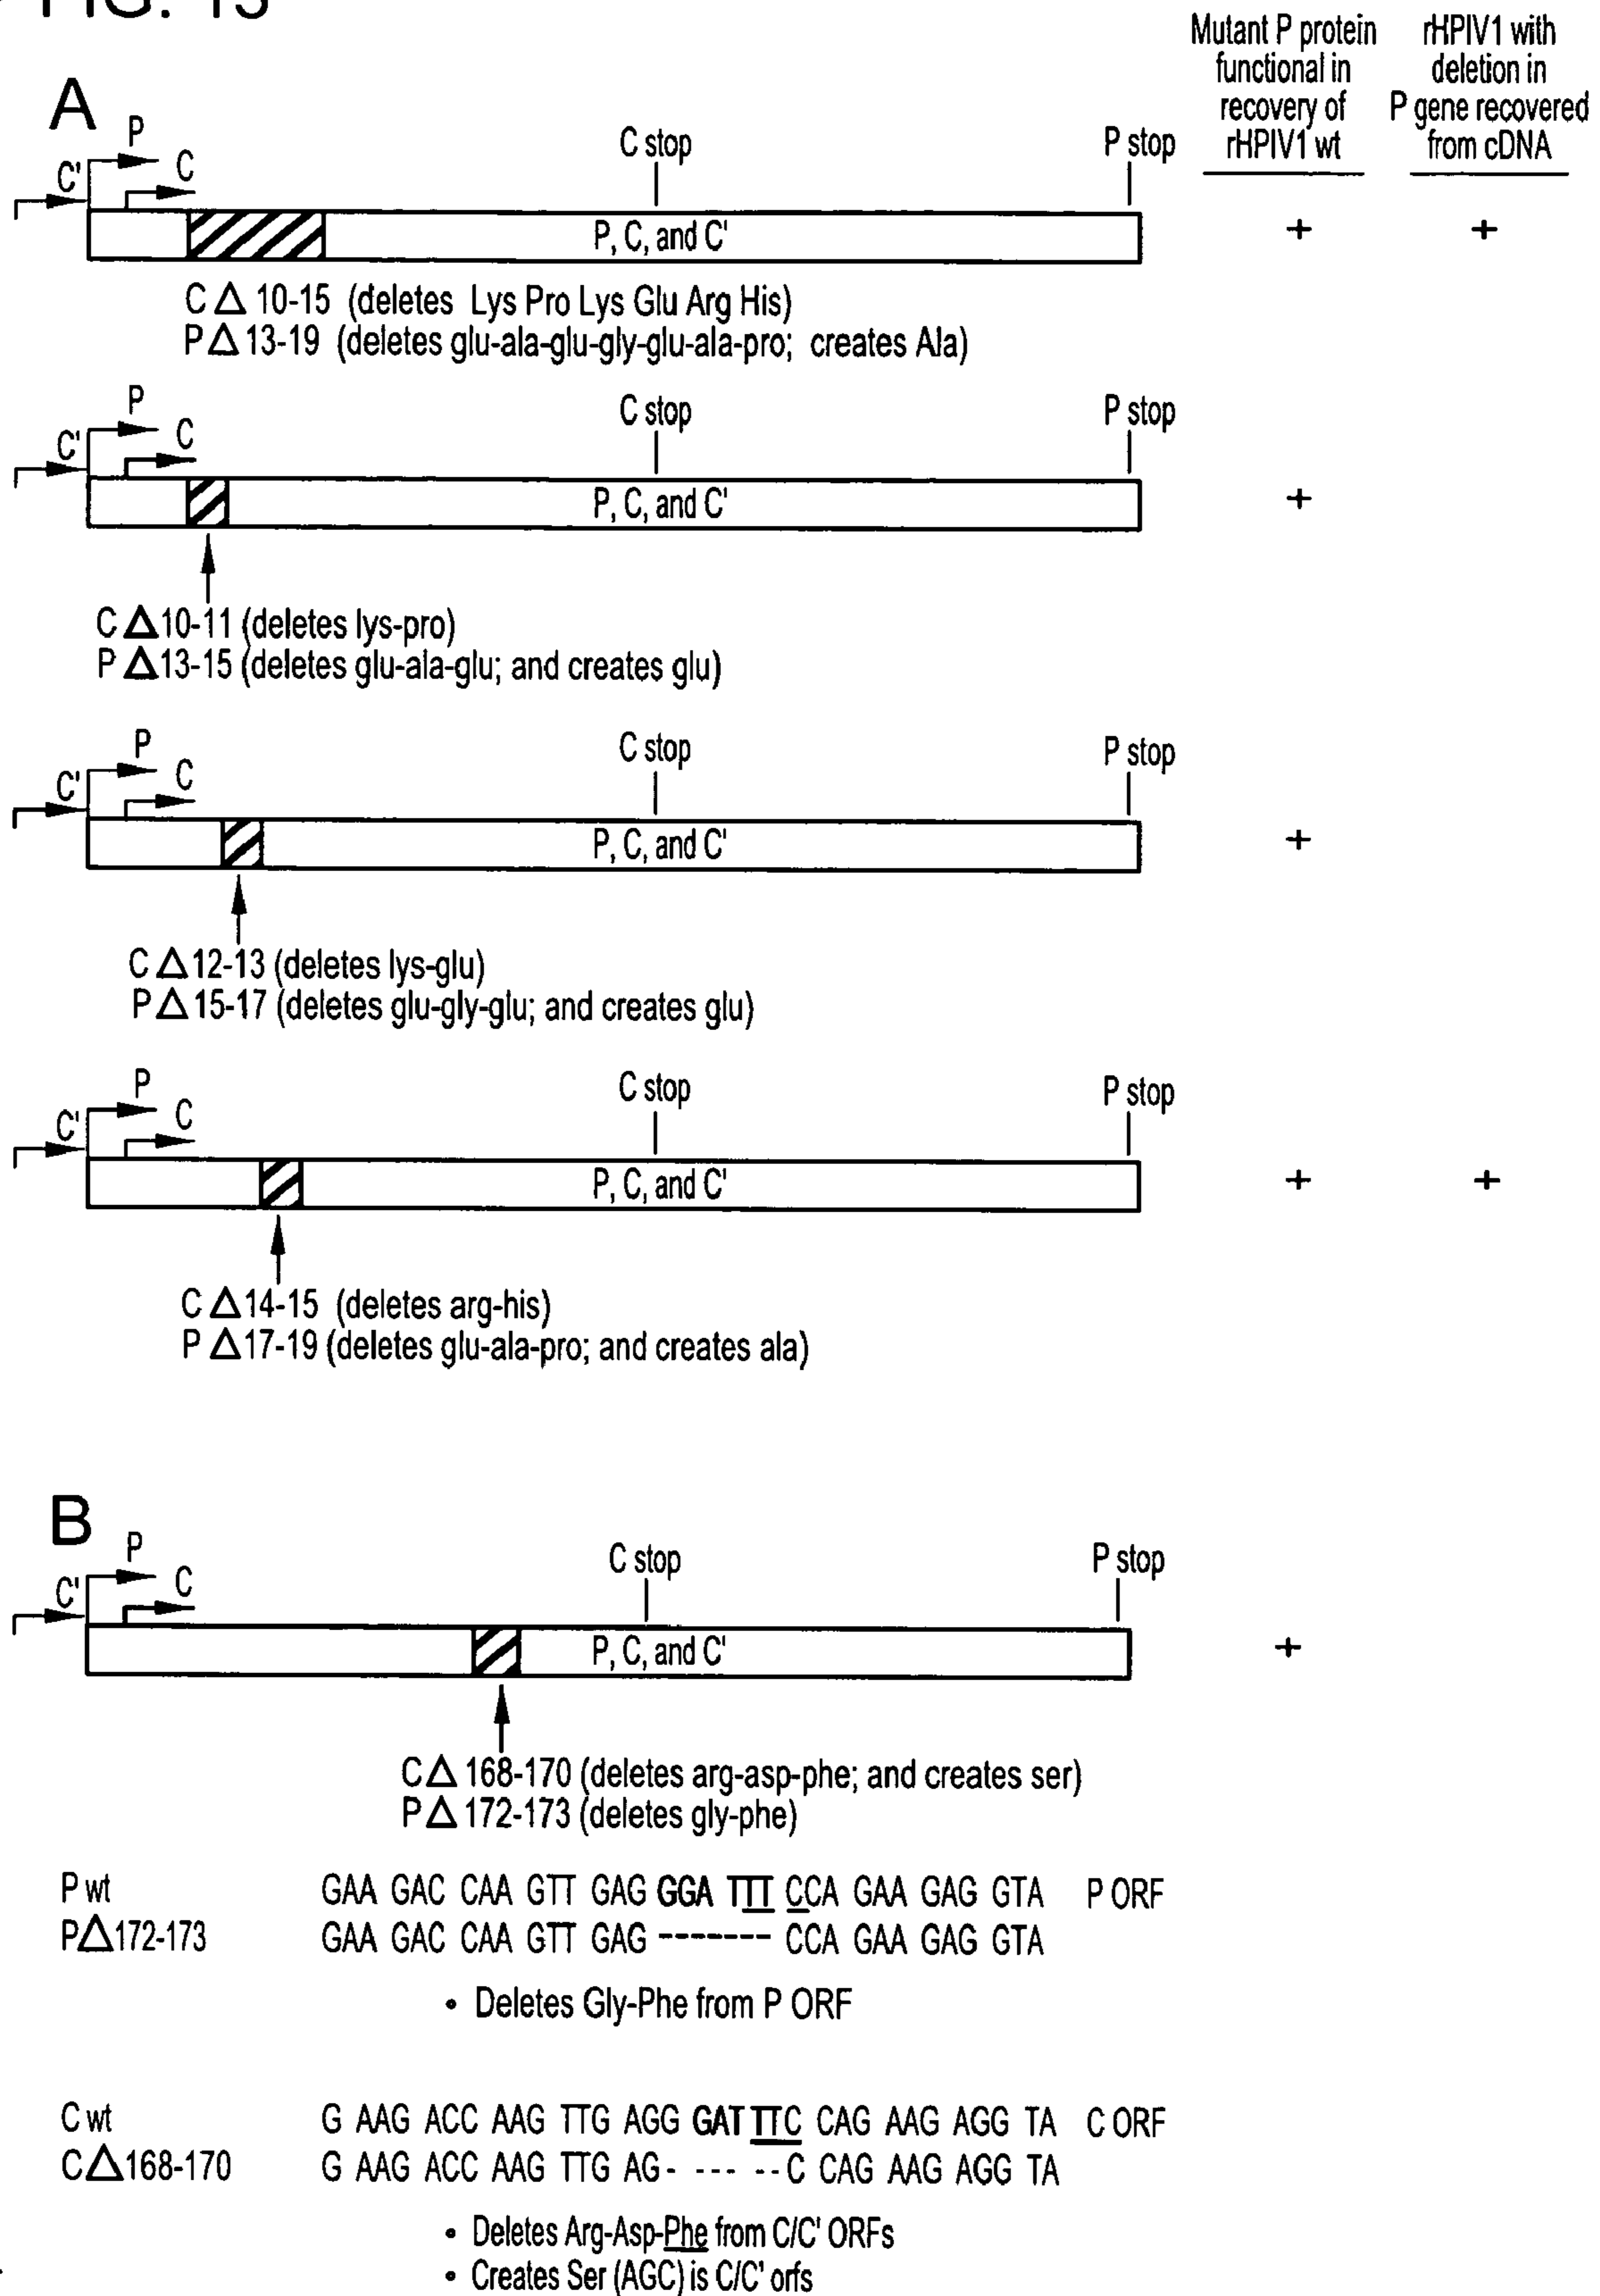 FIG. 13
Mutant P protein functional in recovery of rHPIV1 wt
rHPIV1 with deletion in P gene recovered from cDNA
A
C' P C C stop P stop
P, C, and C' + +
C Δ 10-15 (deletes Lys Pro Lys Glu Arg His)
P Δ 13-19 (deletes glu-ala-glu-gly-glu-ala-pro; creates Ala)
C' P C C stop P stop
P, C, and C' +
C Δ 10-11 (deletes lys-pro)
P Δ 13-15 (deletes glu-ala-glu; and creates glu)
C' P C C stop P stop
P, C, and C' +
C Δ 12-13 (deletes lys-glu)
P Δ 15-17 (deletes glu-gly-glu; and creates glu)
C' P C C stop P stop
P, C, and C' + +
C Δ 14-15 (deletes arg-his)
P Δ 17-19 (deletes glu-ala-pro; and creates ala)
B
C' P C C stop P stop
P, C, and C' +
C Δ 168-170 (deletes arg-asp-phe; and creates ser)
P Δ 172-173 (deletes gly-phe)
P wt GAA GAC CAA GTT GAG GGA TTT CCA GAA GAG GTA P ORF
PΔ172-173 GAA GAC CAA GTT GAG ------- CCA GAA GAG GTA
• Deletes Gly-Phe from P ORF
C wt G AAG ACC AAG TTG AGG GAT TTC CAG AAG AGG TA C ORF
CΔ168-170 G AAG ACC AAG TTG AG- --- --C CAG AAG AGG TA
• Deletes Arg-Asp-Phe from C/C' ORFs
• Creates Ser (AGC) is C/C' orfs